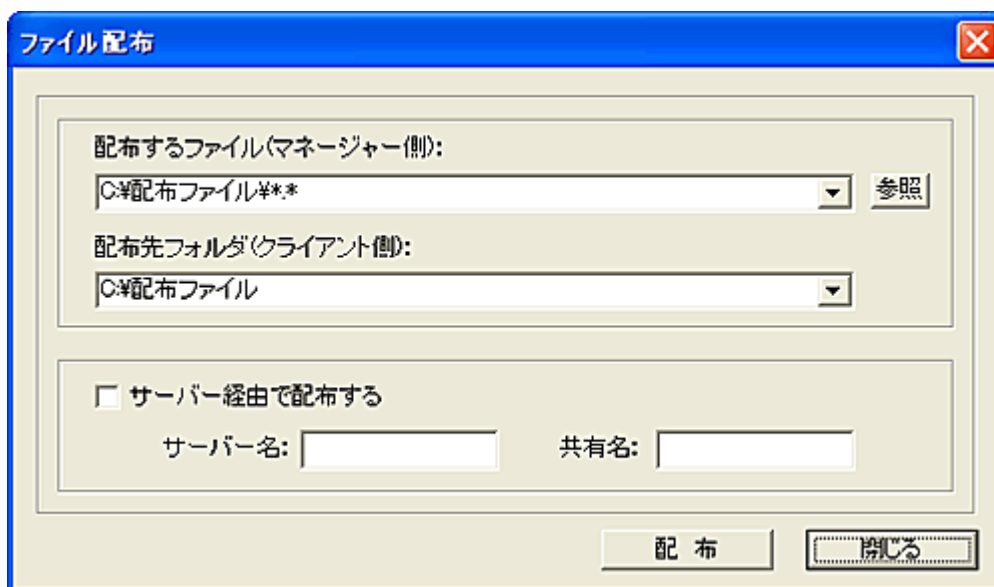 ファイル配布
配布するファイル(マネージャー側):
C:¥配布ファイル¥*.*
参照
配布先フォルダ(クライアント側):
C:¥配布ファイル
サーバー経由で配布する
サーバー名:
共有名:
配 布
閉じる